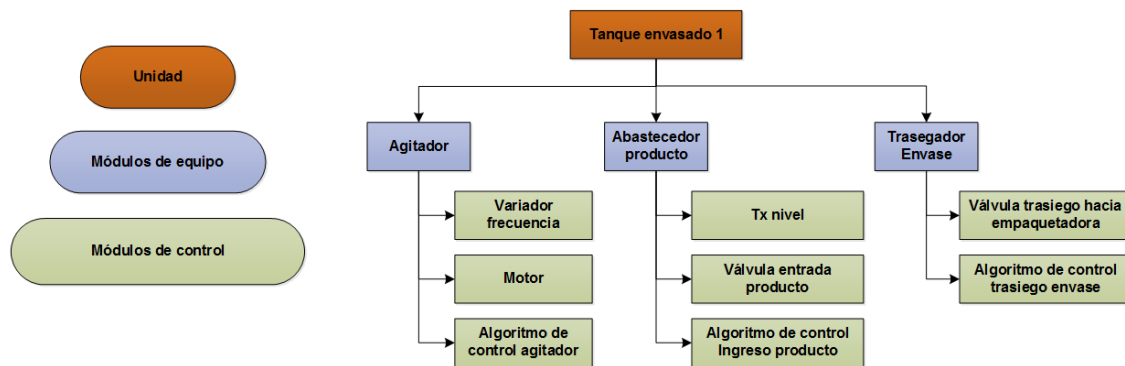 Unidad
Módulos de equipo
Módulos de control
Tanque envasado 1
Agitador
Variador
frecuencia
Motor
Algoritmo de
control agitador
Abastecedor
producto
Tx nivel
Válvula entrada
producto
Algoritmo de control
Ingreso producto
Trasegador
Envase
Válvula trasiego hacia
empaquetadora
Algoritmo de control
trasiego envase